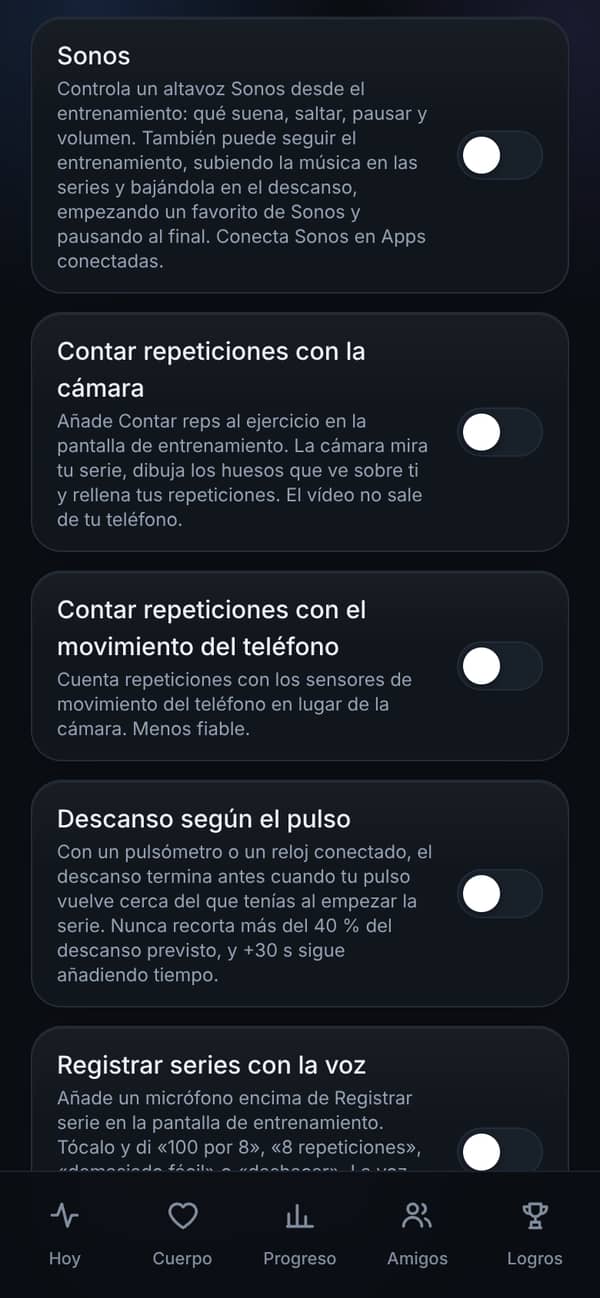 Sonos
Controla un altavoz Sonos desde el
entrenamiento: qué suena, saltar, pausar y
volumen. También puede seguir el
entrenamiento, subiendo la música en las
series y bajándola en el descanso,
empezando un favorito de Sonos y
pausando al final. Conecta Sonos en Apps
conectadas.
Contar repeticiones con la
cámara
Añade Contar reps al ejercicio en la
pantalla de entrenamiento. La cámara mira
tu serie, dibuja los huesos que ve sobre ti
y rellena tus repeticiones. El vídeo no sale
de tu teléfono.
Contar repeticiones con el
movimiento del teléfono
Cuenta repeticiones con los sensores de
movimiento del teléfono en lugar de la
cámara. Menos fiable.
Descanso según el pulso
Con un pulsómetro o un reloj conectado, el
descanso termina antes cuando tu pulso
vuelve cerca del que tenías al empezar la
serie. Nunca recorta más del 40 % del
descanso previsto, y +30 s sigue
añadiendo tiempo.
Registrar series con la voz
Añade un micrófono encima de Registrar
serie en la pantalla de entrenamiento.
Tócalo y di «100 por 8», «8 repeticiones»,
«demasiado fácil» o «deshacer». La voz
Hoy
Cuerpo
Progreso
Amigos
Logros